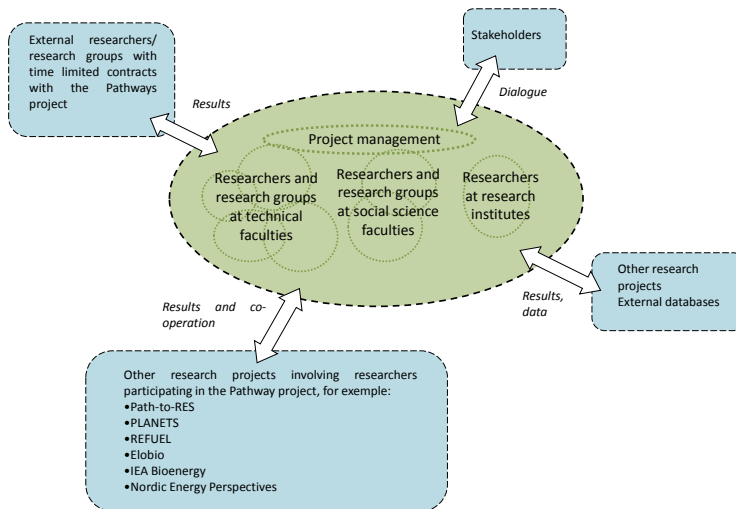 External researchers/
research groups with
time limited contracts
with the Pathways
project
Results
Stakeholders
Dialogue
Project management
Researchers and
research groups
at technical
faculties
Researchers and
research groups
at social science
faculties
Researchers
at research
institutes
Other research
projects
External databases
Results,
data
Results and co-
operation
Other research projects involving researchers
participating in the Pathway project, for exemple:
•Path-to-RES
•PLANETS
•REFUEL
•Elobio
•IEA Bioenergy
•Nordic Energy Perspectives